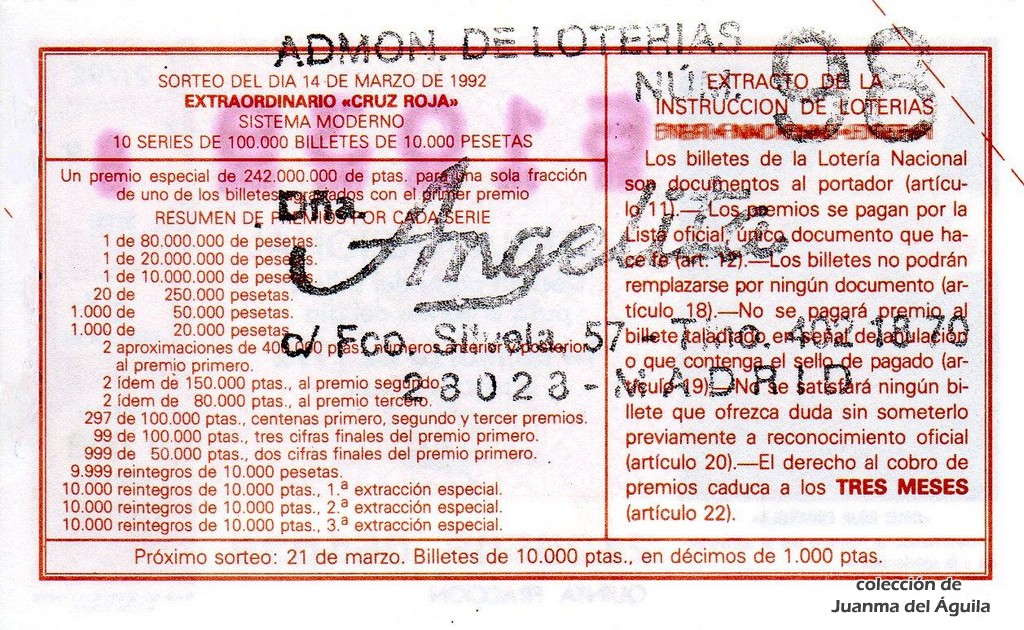 ADMON. DE LOTERIAS
NÚM. 98
Dña.
Angelita
c/ Fco. Silvela, 57 - Tfno. 402 18 70
28028 - MADRID
SORTEO DEL DIA 14 DE MARZO DE 1992
EXTRAORDINARIO «CRUZ ROJA»
SISTEMA MODERNO
10 SERIES DE 100.000 BILLETES DE 10.000 PESETAS
Un premio especial de 242.000.000 de ptas. para una sola fracción
de uno de los billetes agraciados con el primer premio
RESUMEN DE PREMIOS POR CADA SERIE
1 de 80.000.000 de pesetas.
1 de 20.000.000 de pesetas.
1 de 10.000.000 de pesetas.
20 de 250.000 pesetas.
1.000 de 50.000 pesetas.
1.000 de 20.000 pesetas.
2 aproximaciones de 400.000 ptas. números anterior y posterior
al premio primero.
2 ídem de 150.000 ptas., al premio segundo.
2 ídem de 80.000 ptas., al premio tercero.
297 de 100.000 ptas., centenas primero, segundo y tercer premios.
99 de 100.000 ptas., tres cifras finales del premio primero.
999 de 50.000 ptas., dos cifras finales del premio primero.
9.999 reintegros de 10.000 pesetas.
10.000 reintegros de 10.000 ptas., 1.ª extracción especial.
10.000 reintegros de 10.000 ptas., 2.ª extracción especial.
10.000 reintegros de 10.000 ptas., 3.ª extracción especial.
EXTRACTO DE LA
INSTRUCCION DE LOTERIAS
Los billetes de la Lotería Nacional
son documentos al portador (artícu-
lo 11).—Los premios se pagan por la
Lista oficial, único documento que ha-
ce fe (art. 12).—Los billetes no podrán
remplazarse por ningún documento (ar-
tículo 18).—No se pagará premio al
billete taladrado en señal de anulación
o que contenga el sello de pagado (ar-
tículo 19).—No se satisfará ningún bi-
llete que ofrezca duda sin someterlo
previamente a reconocimiento oficial
(artículo 20).—El derecho al cobro de
premios caduca a los TRES MESES
(artículo 22).
Próximo sorteo: 21 de marzo. Billetes de 10.000 ptas., en décimos de 1.000 ptas.
colección de
Juanma del Águila